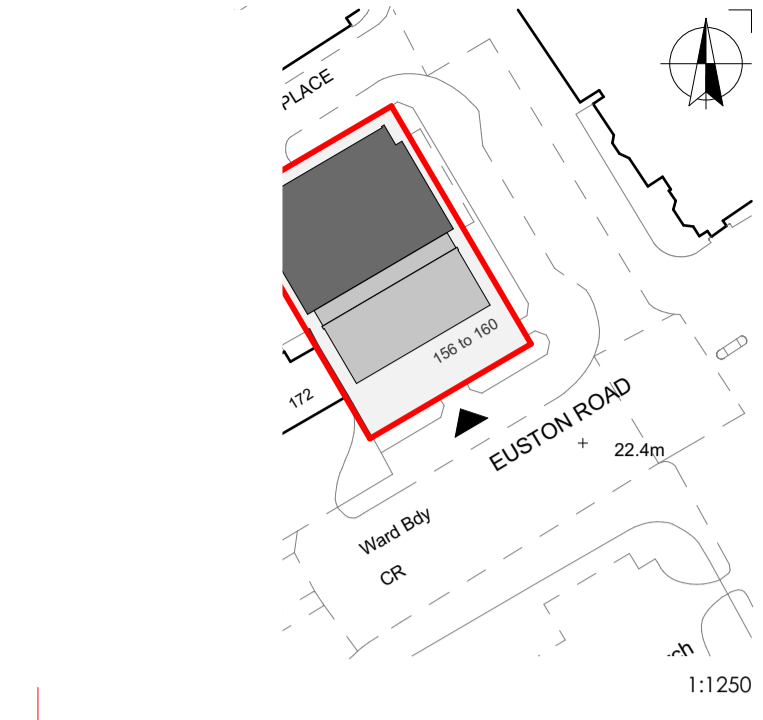 PLACE
156 to 160
172
EUSTON ROAD
22.4m
Ward Bdy
CR
1:1250